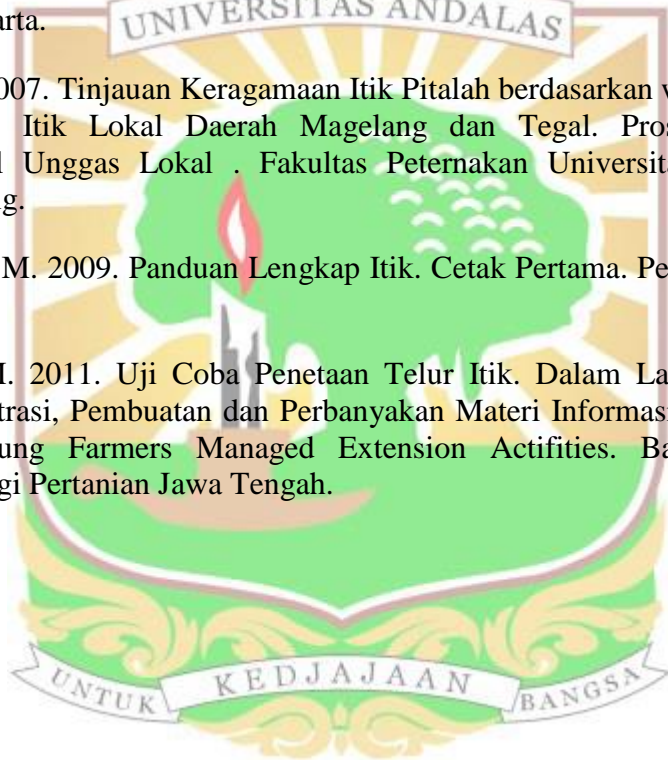 arta.
UNIVERSITAS ANDALAS
007. Tinjauan Keragamaan Itik Pitalah berdasarkan v
Itik Lokal Daerah Magelang dan Tegal. Pros
l Unggas Lokal . Fakultas Peternakan Universita
g.
M. 2009. Panduan Lengkap Itik. Cetak Pertama. Pe
I. 2011. Uji Coba Penetaan Telur Itik. Dalam La
trasi, Pembuatan dan Perbanyakan Materi Informasi
ung Farmers Managed Extension Actifities. Ba
gi Pertanian Jawa Tengah.
UNTUK KEDJAJAAN BANGSA